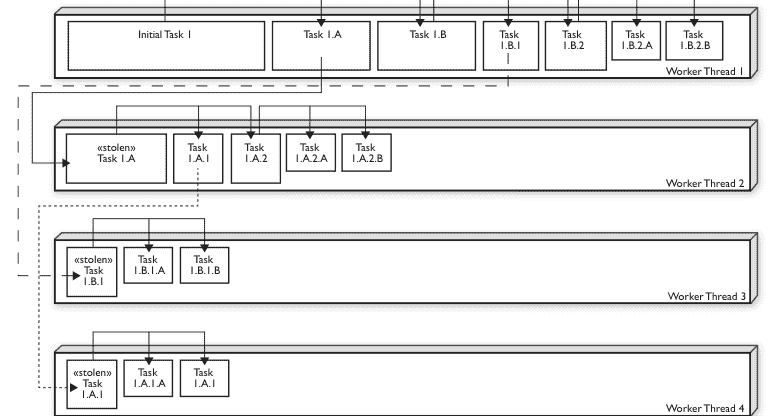 Initial Task 1
Task 1.A
Task 1.B
Task
1.B.1
Task
1.B.2
Task
1.B.2.A
Task
1.B.2.B
Worker Thread 1
«stolen»
Task 1.A
Task
1.A.1
Task
1.A.2
Task
1.A.2.A
Task
1.A.2.B
Worker Thread 2
«stolen»
Task
1.B.1
Task
1.B.1.A
Task
1.B.1.B
Worker Thread 3
«stolen»
Task
1.A.1
Task
1.A.1.A
Task
1.A.1
Worker Thread 4